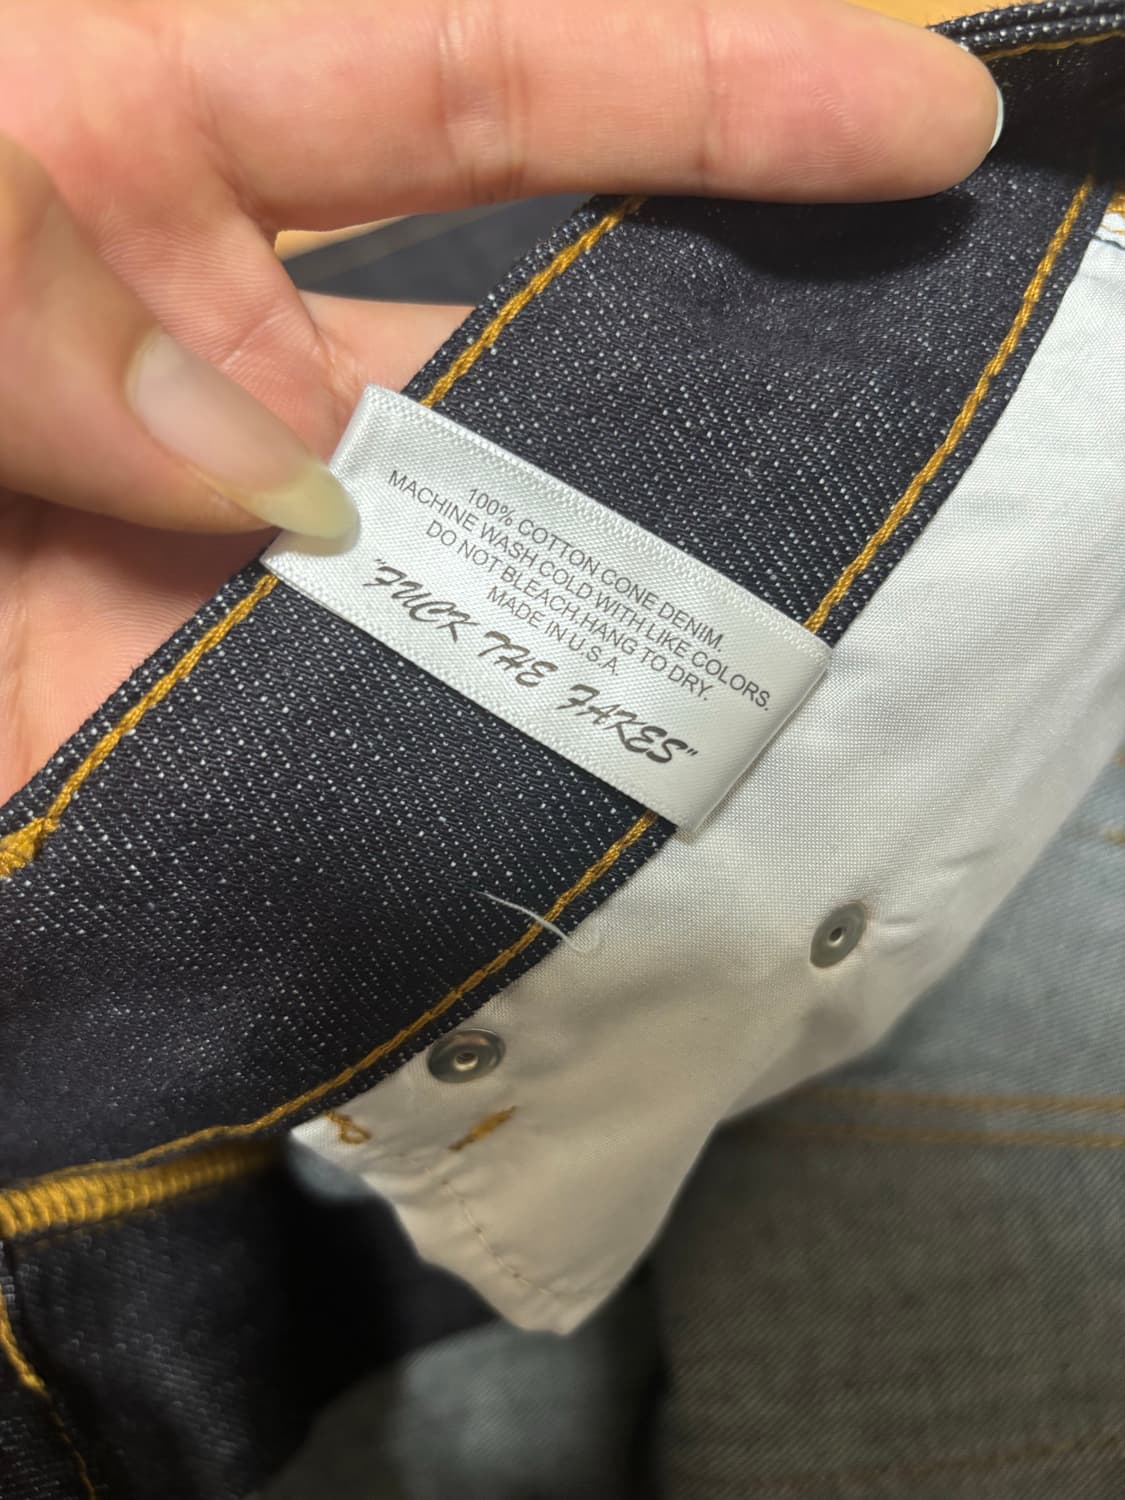 100% COTTON CONE DENIM.
MACHINE WASH COLD WITH LIKE COLORS.
DO NOT BLEACH,HANG TO DRY.
MADE IN U.S.A.
"FUCK THE FAKES"